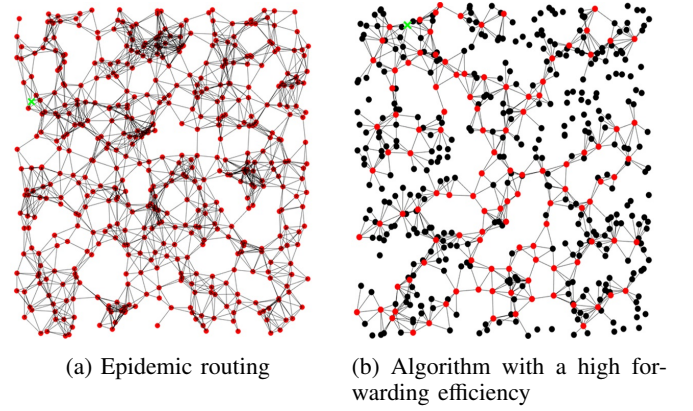 (a) Epidemic routing
(b) Algorithm with a high for-
warding efficiency